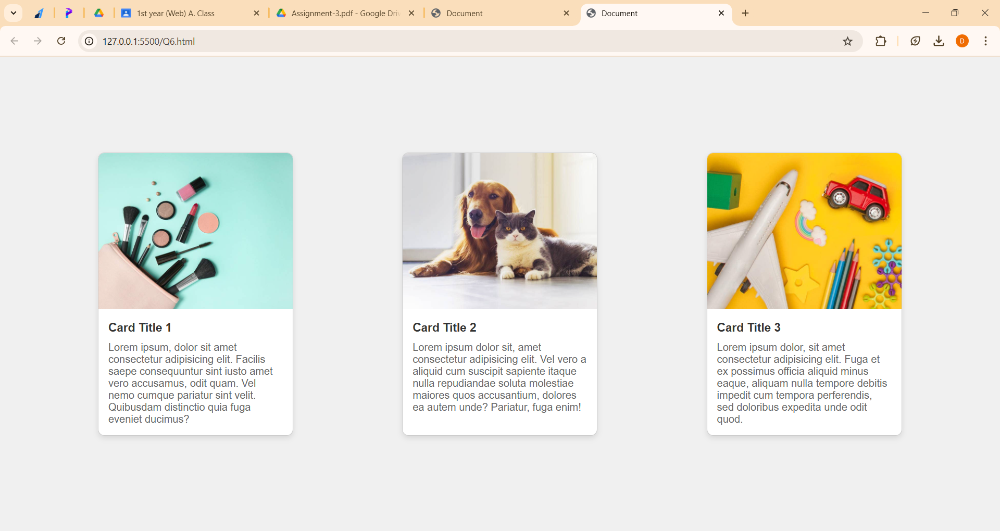 1st year (Web) A. Class
Assignment-3.pdf - Google Driv
Document
Document
127.0.0.1:5500/Q6.html
D
Card Title 1
Lorem ipsum, dolor sit amet
consectetur adipisicing elit. Facilis
saepe consequuntur sint iusto amet
vero accusamus, odit quam. Vel
nemo cumque pariatur sint velit.
Quibusdam distinctio quia fuga
eveniet ducimus?
Card Title 2
Lorem ipsum dolor sit, amet
consectetur adipisicing elit. Vel vero a
aliquid cum suscipit sapiente itaque
nulla repudiandae soluta molestiae
maiores quos accusantium, dolores
ea autem unde? Pariatur, fuga enim!
Card Title 3
Lorem ipsum dolor, sit amet
consectetur adipisicing elit. Fuga et
ex possimus officia aliquid minus
eaque, aliquam nulla tempore debitis
impedit cum tempora perferendis,
sed doloribus expedita unde odit
quod.